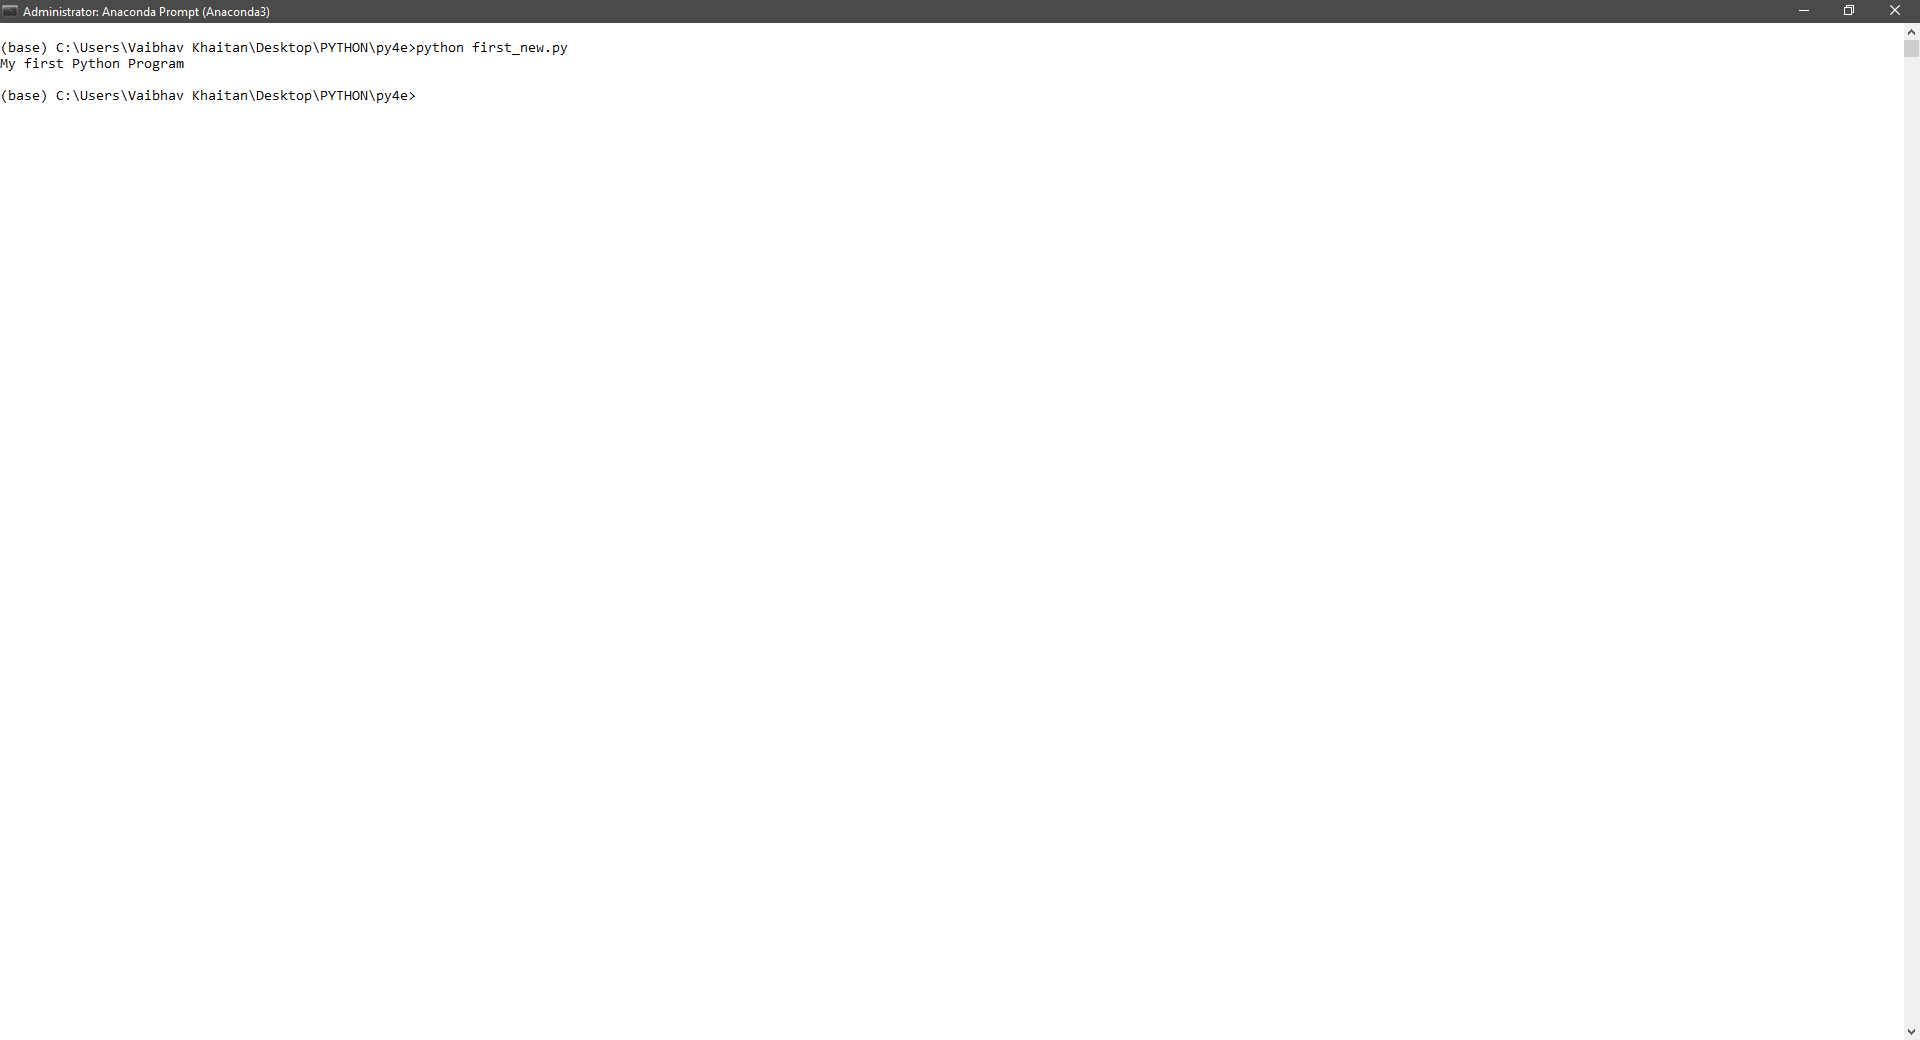 Administrator: Anaconda Prompt (Anaconda3)
(base) C:\Users\Vaibhav Khaitan\Desktop\PYTHON\py4e>python first_new.py
My first Python Program
(base) C:\Users\Vaibhav Khaitan\Desktop\PYTHON\py4e>